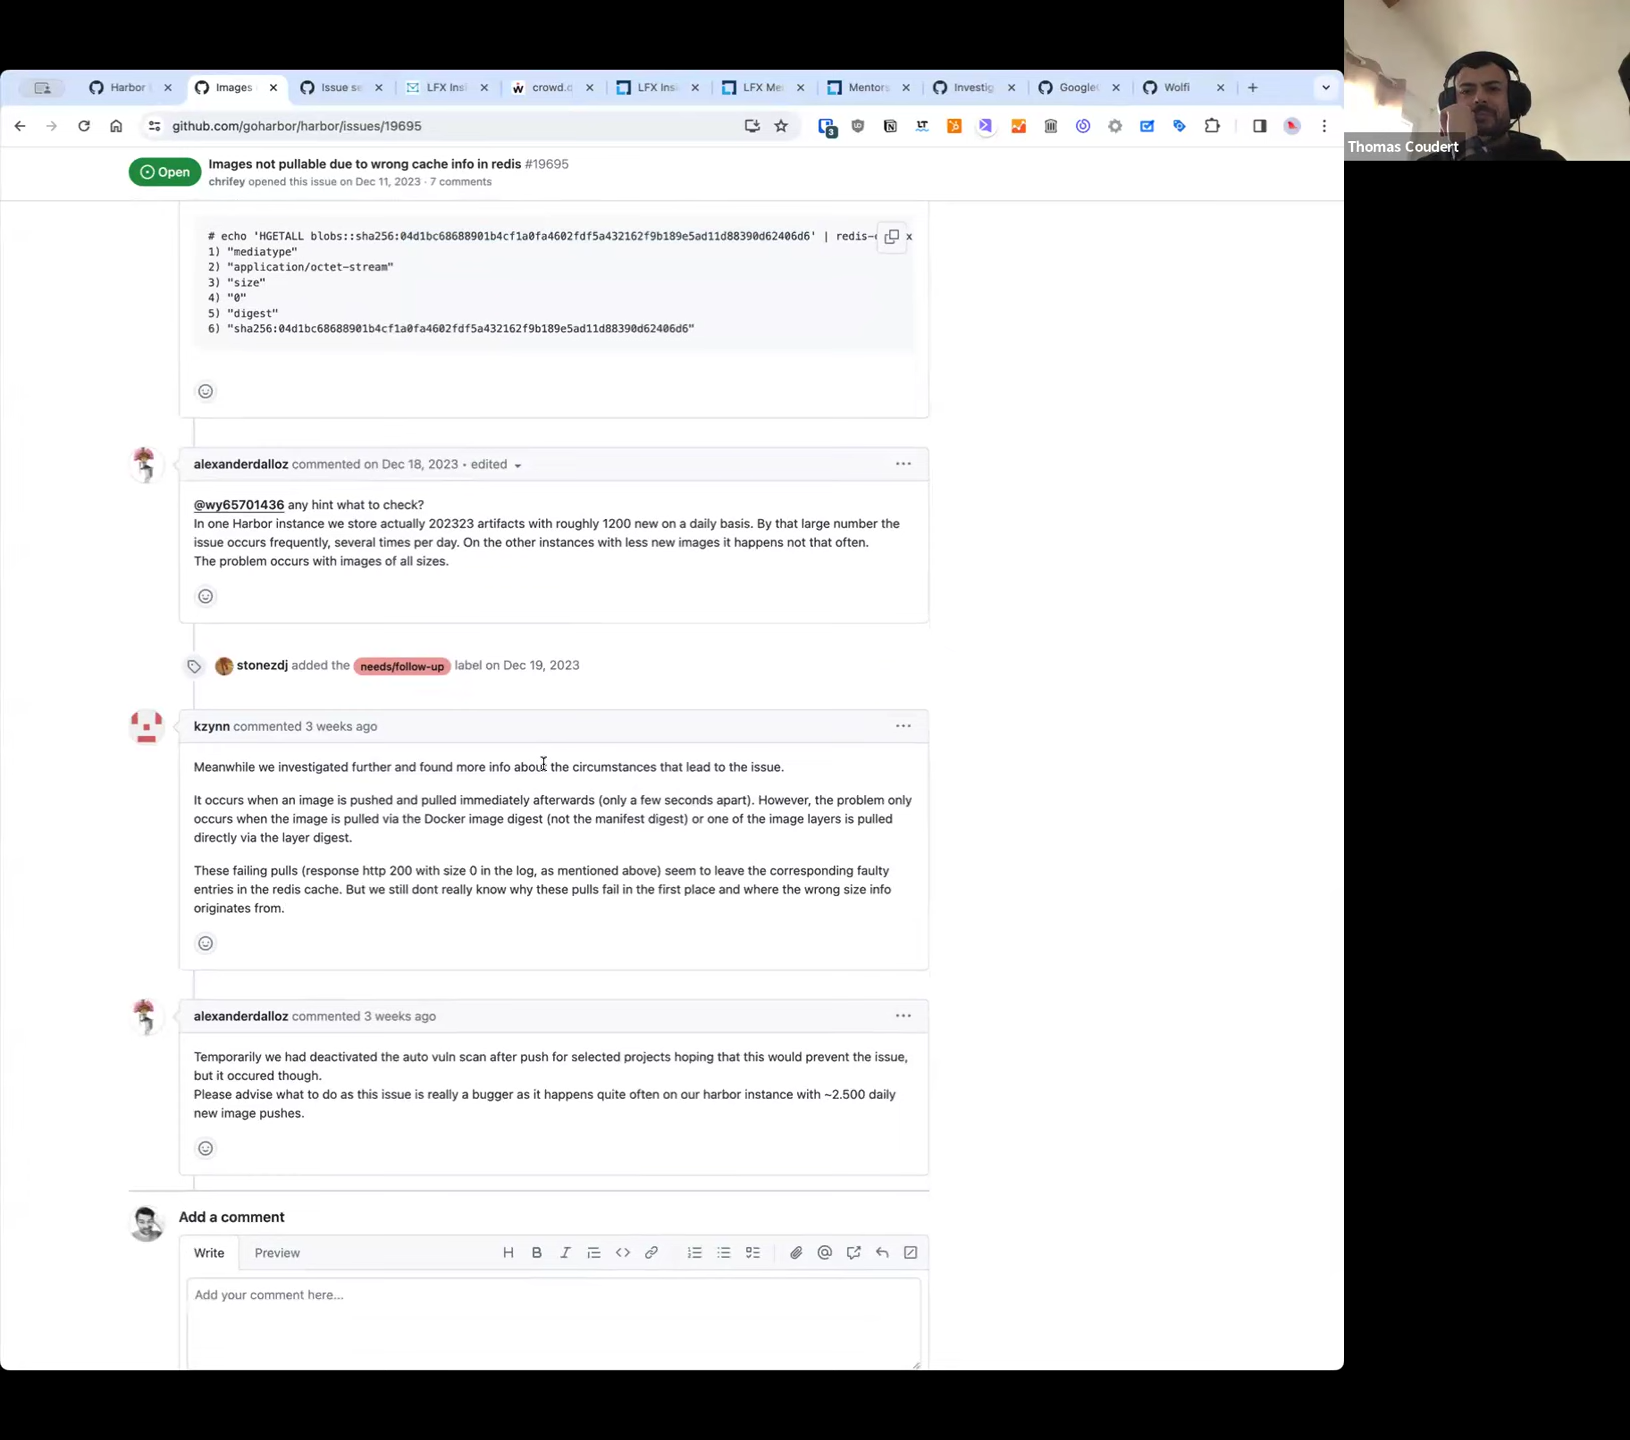 Harbor
Images
Issue se
LFX Insi
crowd.d
LFX Insi
LFX Me
Mentors
Investig
Google
Wolfi
github.com/goharbor/harbor/issues/19695
3
Thomas Coudert
Open
Images not pullable due to wrong cache info in redis #19695
chrifey opened this issue on Dec 11, 2023 · 7 comments
# echo 'HGETALL blobs::sha256:04d1bc68688901b4cf1a0fa4602fdf5a432162f9b189e5ad11d88390d62406d6' | redis-c x
1) "mediatype"
2) "application/octet-stream"
3) "size"
4) "0"
5) "digest"
6) "sha256:04d1bc68688901b4cf1a0fa4602fdf5a432162f9b189e5ad11d88390d62406d6"
alexanderdalloz commented on Dec 18, 2023 • edited
@wy65701436 any hint what to check?
In one Harbor instance we store actually 202323 artifacts with roughly 1200 new on a daily basis. By that large number the
issue occurs frequently, several times per day. On the other instances with less new images it happens not that often.
The problem occurs with images of all sizes.
stonezdj added the needs/follow-up label on Dec 19, 2023
kzynn commented 3 weeks ago
Meanwhile we investigated further and found more info about the circumstances that lead to the issue.
It occurs when an image is pushed and pulled immediately afterwards (only a few seconds apart). However, the problem only
occurs when the image is pulled via the Docker image digest (not the manifest digest) or one of the image layers is pulled
directly via the layer digest.
These failing pulls (response http 200 with size 0 in the log, as mentioned above) seem to leave the corresponding faulty
entries in the redis cache. But we still dont really know why these pulls fail in the first place and where the wrong size info
originates from.
alexanderdalloz commented 3 weeks ago
Temporarily we had deactivated the auto vuln scan after push for selected projects hoping that this would prevent the issue,
but it occured though.
Please advise what to do as this issue is really a bugger as it happens quite often on our harbor instance with ~2.500 daily
new image pushes.
Add a comment
Write
Preview
Add your comment here...